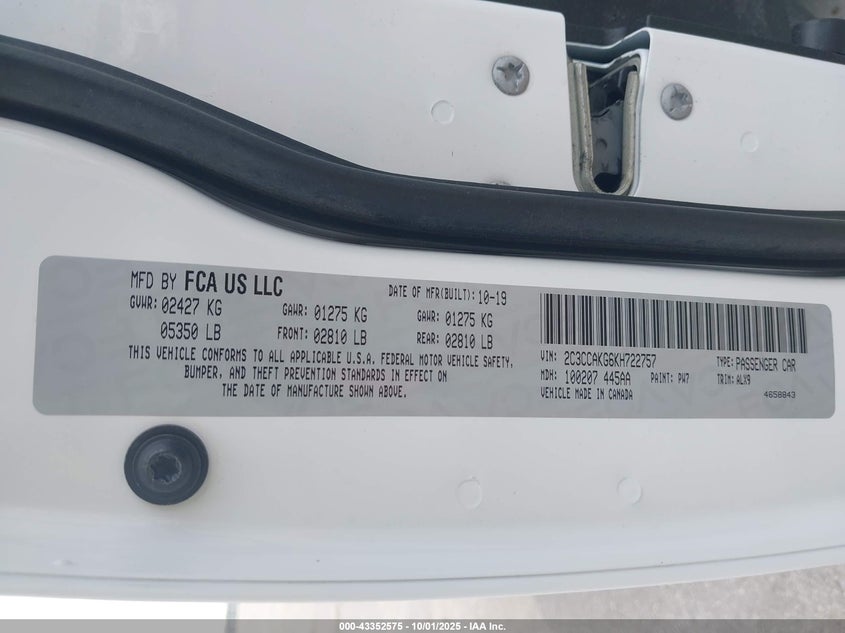 MFD BY FCA US LLC
DATE OF MFR(BUILT): 10-19
GVWR: 02427 KG
GAWR: 01275 KG
GAWR: 01275 KG
05350 LB
FRONT: 02810 LB
REAR: 02810 LB
THIS VEHICLE CONFORMS TO ALL APPLICABLE U.S.A. FEDERAL MOTOR VEHICLE SAFETY,
BUMPER, AND THEFT PREVENTION STANDARDS IN EFFECT ON
THE DATE OF MANUFACTURE SHOWN ABOVE.
VIN: 2C3CCAKG6KH722757
TYPE: PASSENGER CAR
MDH: 100207 445AA
PAINT: PW7
TRIM: ALX9
VEHICLE MADE IN CANADA
4658843
000-43352575 - 10/01/2025 - IAA Inc.